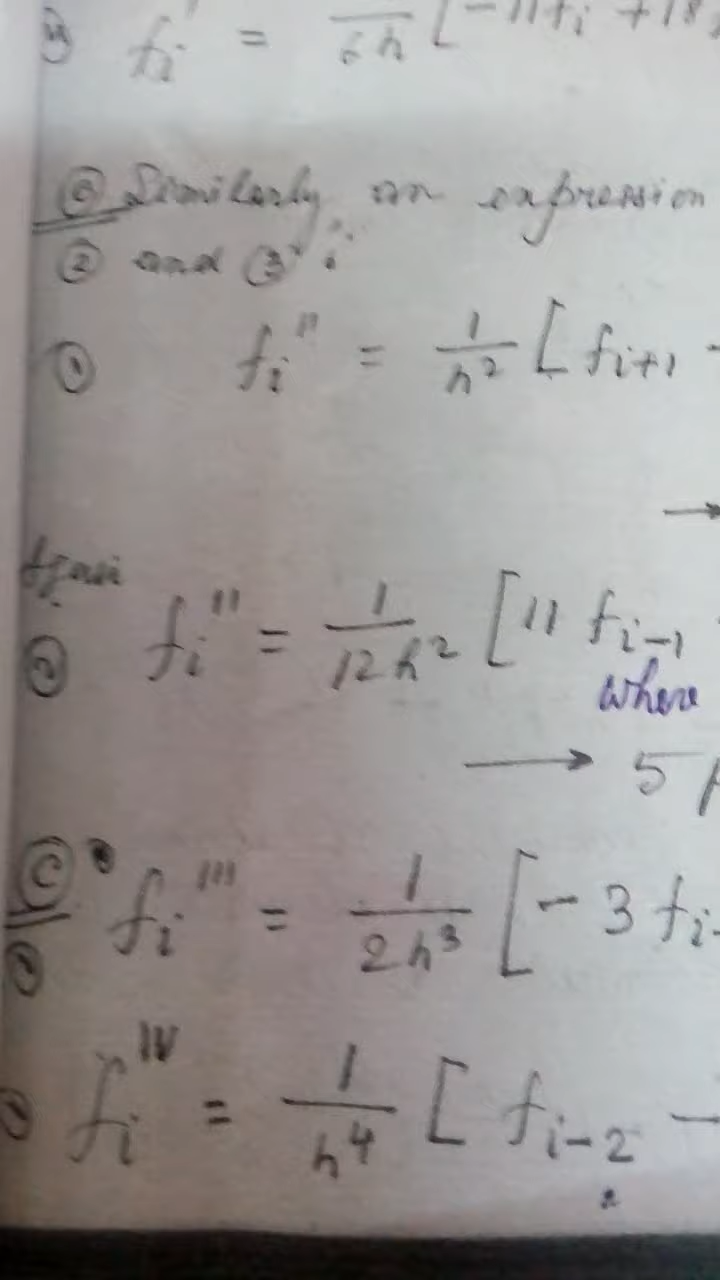 fi' = 1/6h [-11fi + 18
Similarly an expression
② and ③ :
① fi'' = 1/h² [fi+1 -
②  fi'' = 1/12h² [11 fi-1
where
→ 5
Ⓒ fi''' = 1/2h³ [-3 fi-
fi^IV = 1/h⁴ [fi-2 -